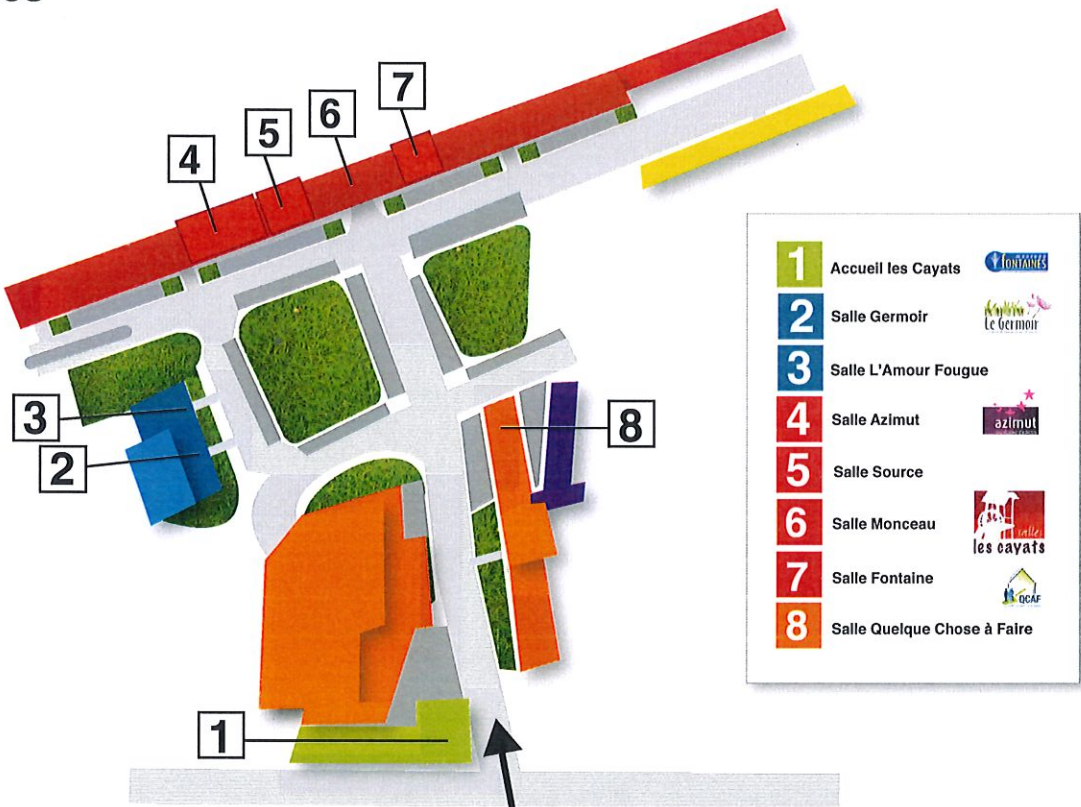 7
6
5
4
3
2
8
1
1 Accueil les Cayats
FONTAINES
2 Salle Germoir
Le Germoir
3 Salle L'Amour Fougue
4 Salle Azimut
azimut
5 Salle Source
6 Salle Monceau
salles
les cayats
7 Salle Fontaine
QCAF
8 Salle Quelque Chose à Faire